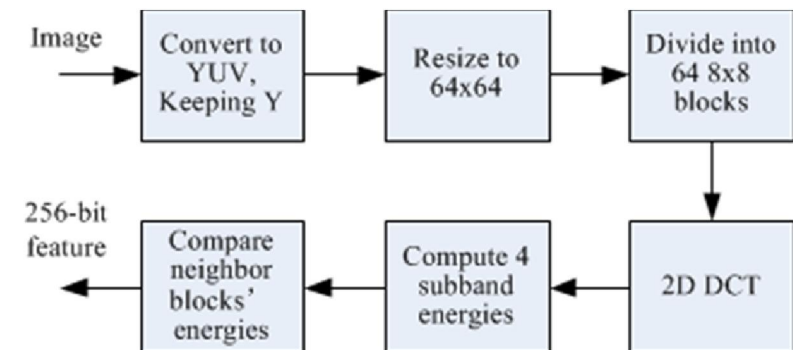 Image
Convert to
YUV,
Keeping Y
Resize to
64x64
Divide into
64 8x8
blocks
256-bit
feature
Compare
neighbor
blocks’
energies
Compute 4
subband
energies
2D DCT